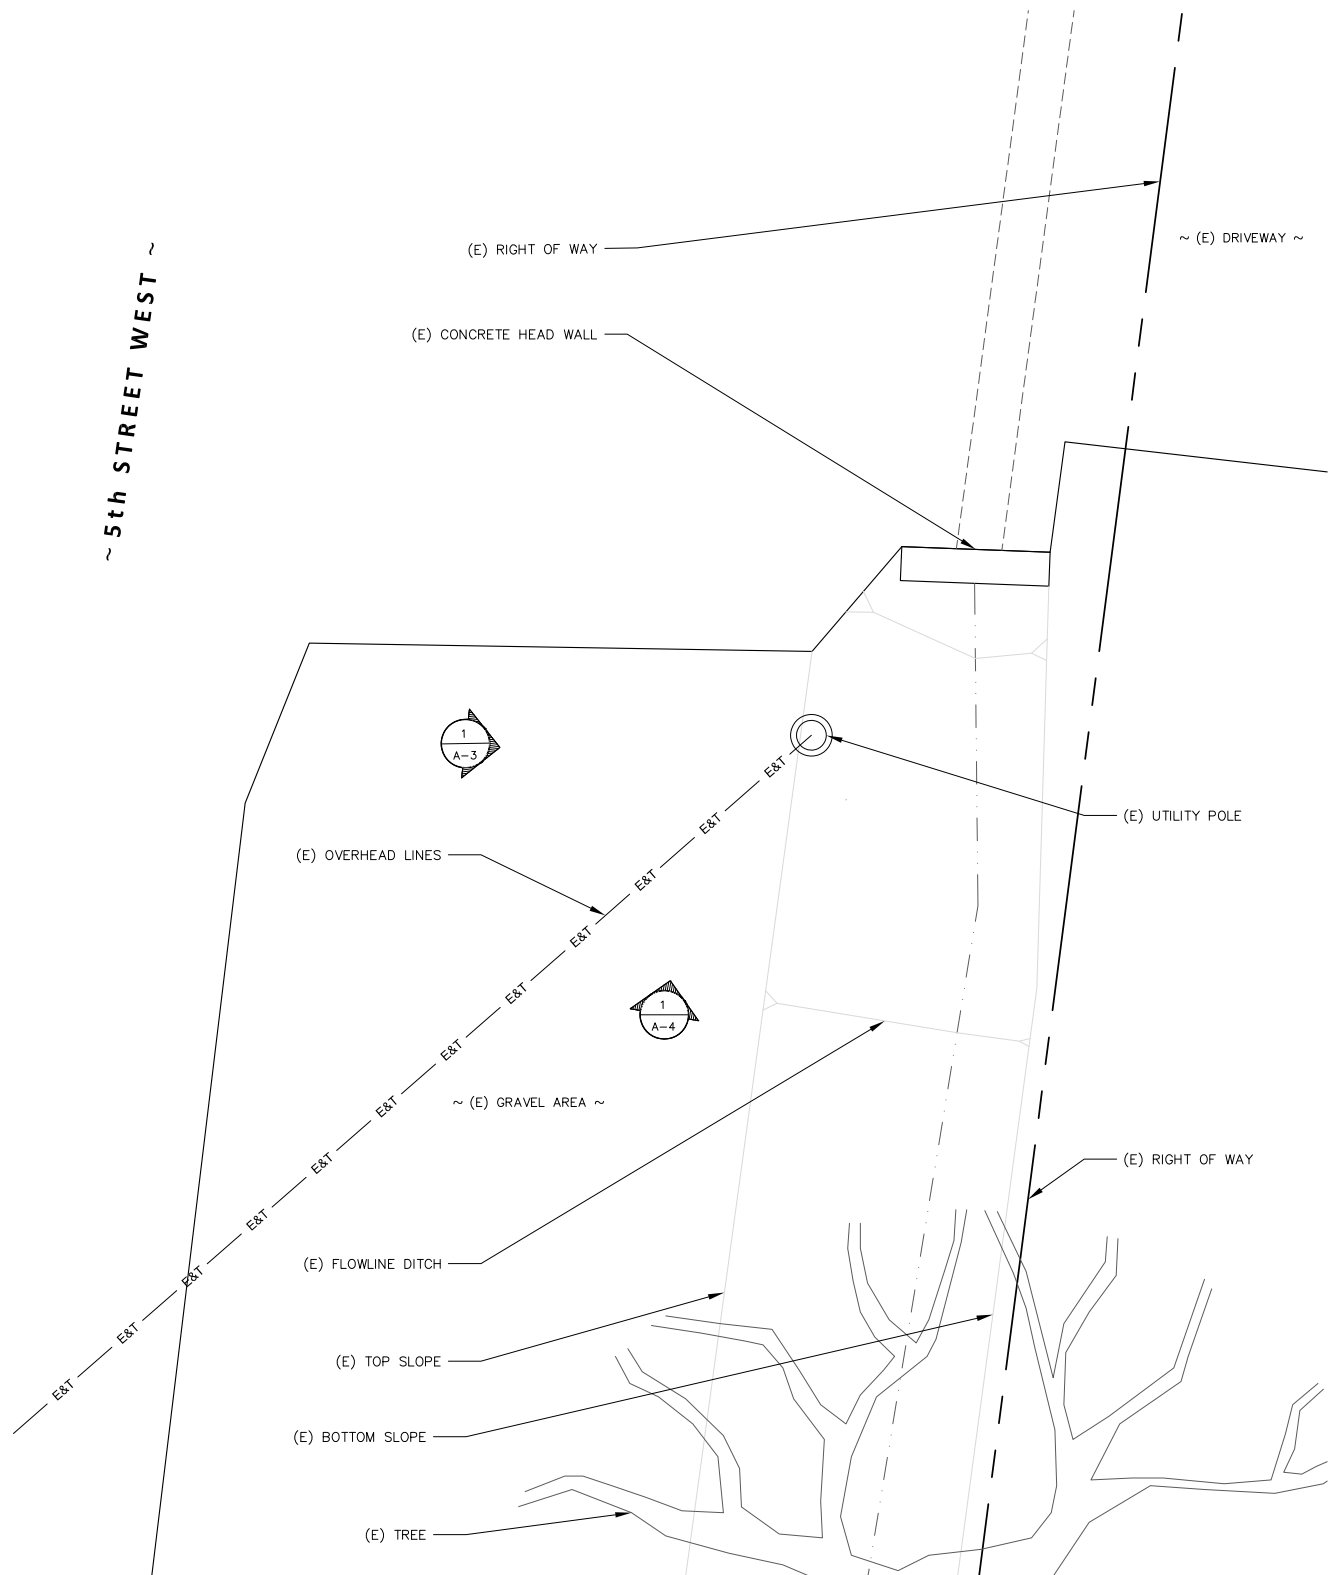 (E) RIGHT OF WAY
~ (E) DRIVEWAY ~
~ 5th STREET WEST ~
(E) CONCRETE HEAD WALL
1
A-3
E&T
E&T
(E) UTILITY POLE
(E) OVERHEAD LINES
E&T
E&T
E&T
1
A-4
E&T
~ (E) GRAVEL AREA ~
E&T
E&T
(E) RIGHT OF WAY
E&T
(E) FLOWLINE DITCH
E&T
E&T
(E) TOP SLOPE
E&T
(E) BOTTOM SLOPE
(E) TREE